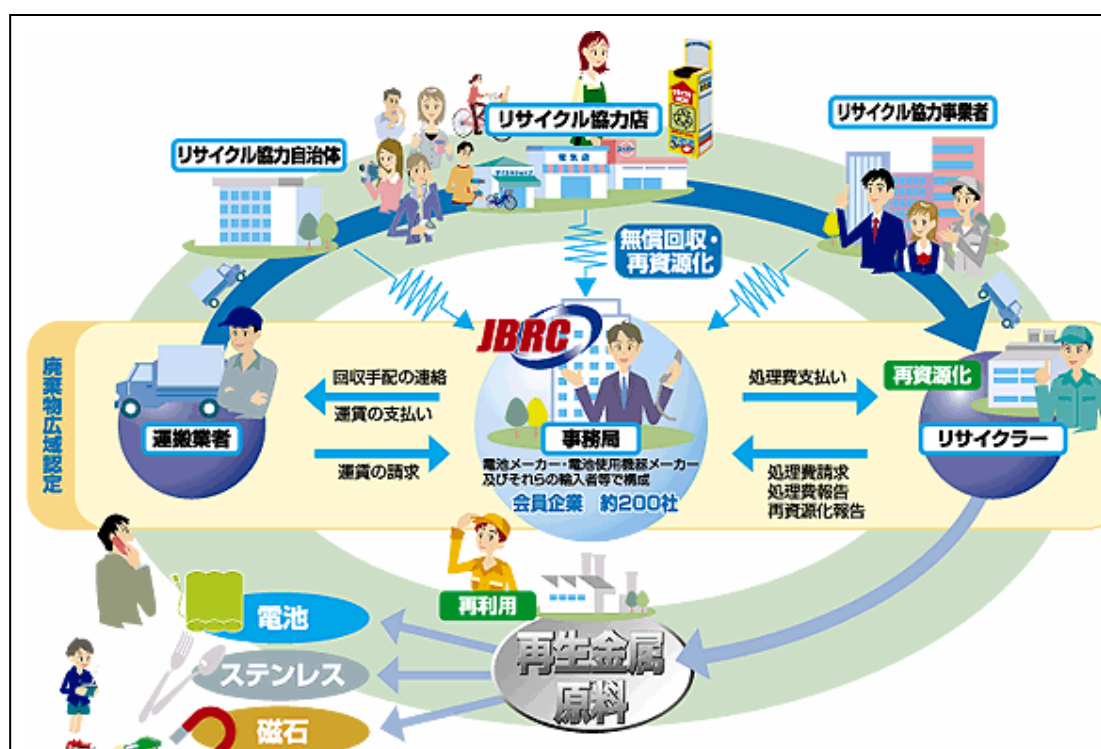 リサイクル協力店
リサイクル協力事業者
リサイクル協力自治体
電気店
無償回収・
再資源化
JBRC
廃棄物広域認定
回収手配の連絡
運賃の支払い
運搬業者
運賃の請求
事務局
電池メーカー・電池使用機器メーカー
及びそれらの輸入者等で構成
会員企業 約200社
処理費支払い
再資源化
リサイクラー
処理費請求
処理費報告
再資源化報告
再利用
再生金属
原料
電池
ステンレス
磁石